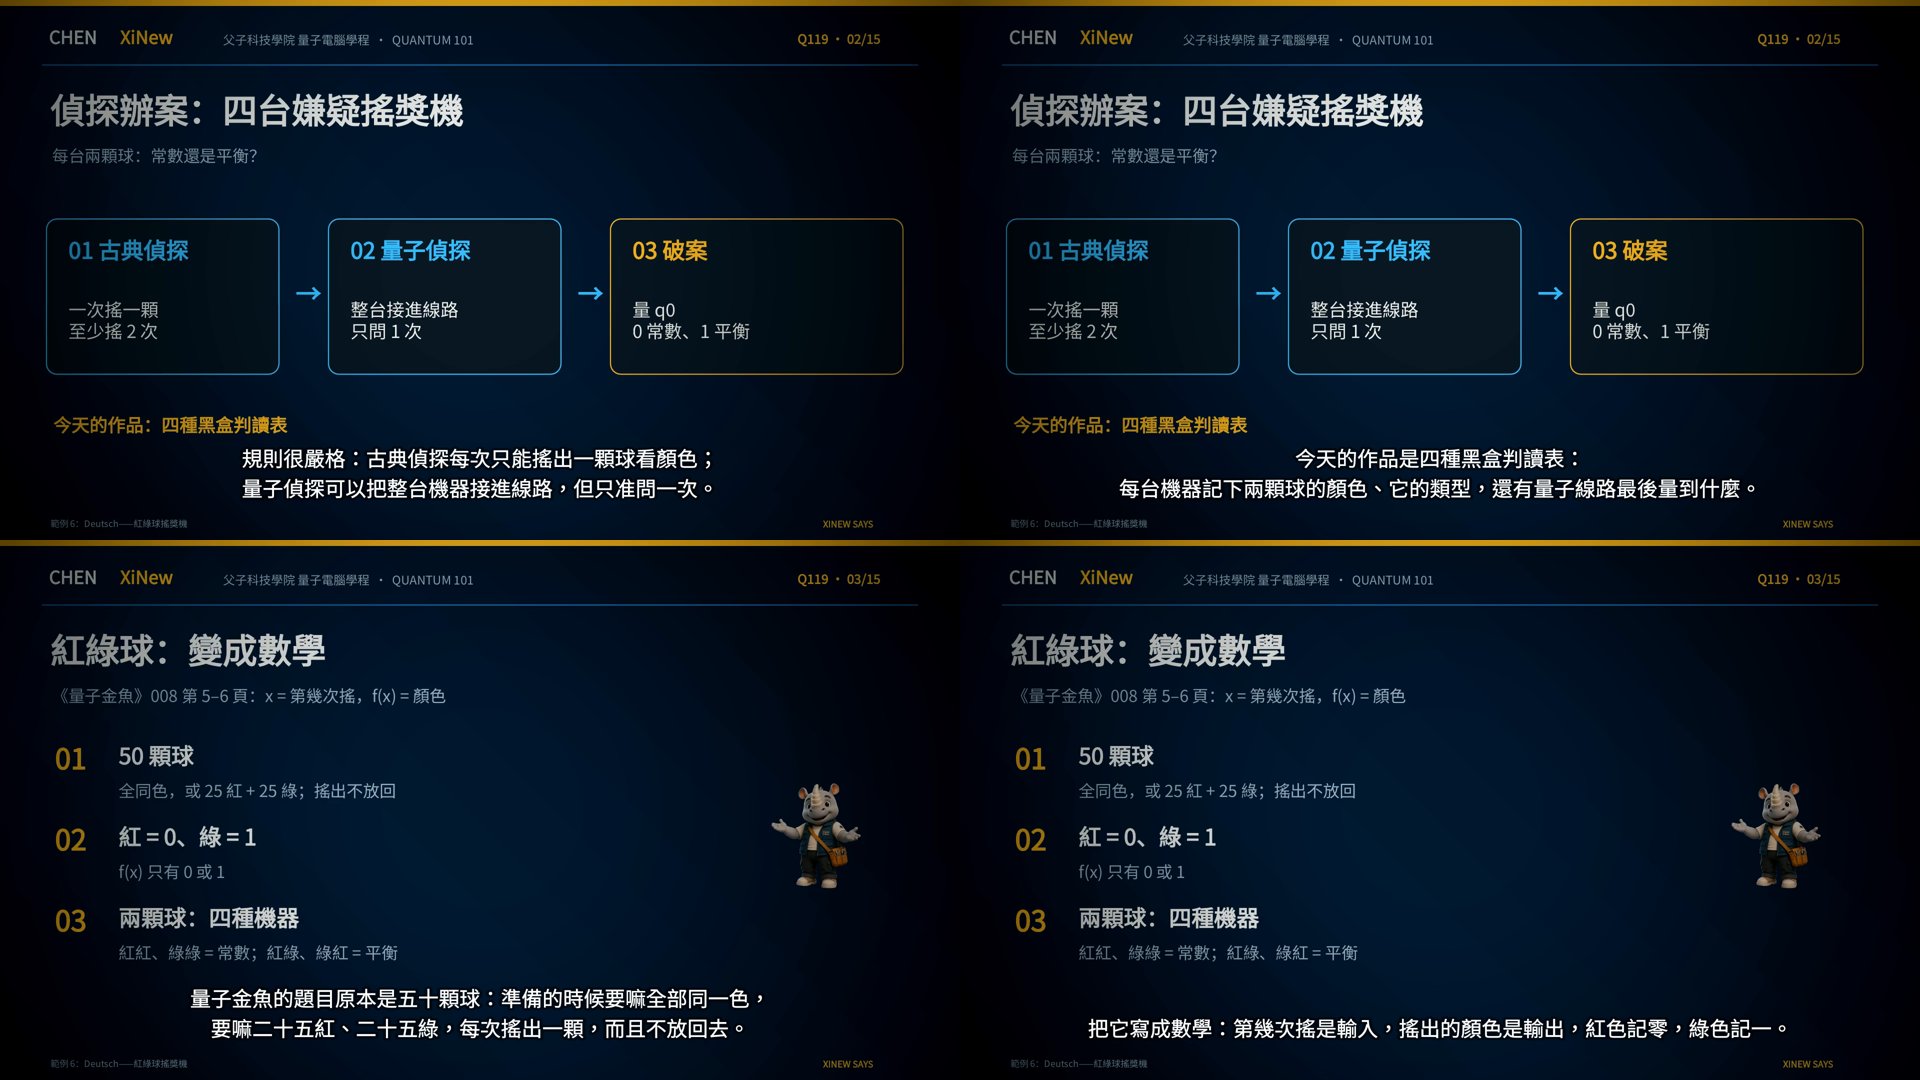 CHEN XiNew 父子科技學院 量子電腦學程 · QUANTUM 101 Q119 · 02/15
偵探辦案：四台嫌疑搖獎機
每台兩顆球：常數還是平衡？
01 古典偵探
一次搖一顆
至少搖 2 次
→
02 量子偵探
整台接進線路
只問 1 次
→
03 破案
量 q0
0 常數、1 平衡
今天的作品：四種黑盒判讀表
規則很嚴格：古典偵探每次只能搖出一顆球看顏色；
量子偵探可以把整台機器接進線路，但只准問一次。
範例 6：Deutsch——紅綠球搖獎機 XINEW SAYS
CHEN XiNew 父子科技學院 量子電腦學程 · QUANTUM 101 Q119 · 02/15
偵探辦案：四台嫌疑搖獎機
每台兩顆球：常數還是平衡？
01 古典偵探
一次搖一顆
至少搖 2 次
→
02 量子偵探
整台接進線路
只問 1 次
→
03 破案
量 q0
0 常數、1 平衡
今天的作品：四種黑盒判讀表
今天的作品是四種黑盒判讀表：
每台機器記下兩顆球的顏色、它的類型，還有量子線路最後量到什麼。
範例 6：Deutsch——紅綠球搖獎機 XINEW SAYS
CHEN XiNew 父子科技學院 量子電腦學程 · QUANTUM 101 Q119 · 03/15
紅綠球：變成數學
《量子金魚》008 第 5–6 頁：x = 第幾次搖，f(x) = 顏色
01 50 顆球
全同色，或 25 紅 + 25 綠；搖出不放回
02 紅 = 0、綠 = 1
f(x) 只有 0 或 1
03 兩顆球：四種機器
紅紅、綠綠 = 常數；紅綠、綠紅 = 平衡
量子金魚的題目原本是五十顆球：準備的時候要嘛全部同一色，
要嘛二十五紅、二十五綠，每次搖出一顆，而且不放回去。
範例 6：Deutsch——紅綠球搖獎機 XINEW SAYS
CHEN XiNew 父子科技學院 量子電腦學程 · QUANTUM 101 Q119 · 03/15
紅綠球：變成數學
《量子金魚》008 第 5–6 頁：x = 第幾次搖，f(x) = 顏色
01 50 顆球
全同色，或 25 紅 + 25 綠；搖出不放回
02 紅 = 0、綠 = 1
f(x) 只有 0 或 1
03 兩顆球：四種機器
紅紅、綠綠 = 常數；紅綠、綠紅 = 平衡
把它寫成數學：第幾次搖是輸入，搖出的顏色是輸出，紅色記零，綠色記一。
範例 6：Deutsch——紅綠球搖獎機 XINEW SAYS